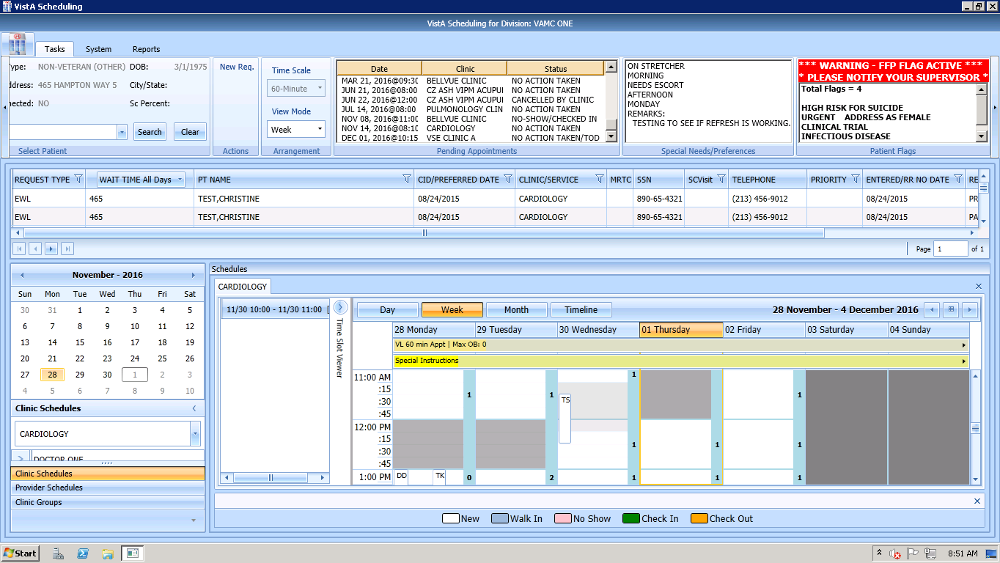 VistA Scheduling
VistA Scheduling for Division: VAMC ONE
Tasks System Reports
ype: NON-VETERAN (OTHER) DOB: 3/1/1975
ddress: 465 HAMPTON WAY 5 City/State:
nected: NO Sc Percent:
Search Clear
Select Patient
New Req.
Actions
Time Scale
60-Minute
View Mode
Week
Arrangement
Date Clinic Status
MAR 21, 2016@09:30 BELLVUE CLINIC NO ACTION TAKEN
JUN 21, 2016@08:00 CZ ASH VIPM ACUPUI NO ACTION TAKEN
JUN 22, 2016@12:00 CZ ASH VIPM ACUPUI CANCELLED BY CLINIC
JUL 14, 2016@08:00 PULMONOLOGY CLIN NO ACTION TAKEN
NOV 08, 2016@11:00 BELLVUE CLINIC NO-SHOW/CHECKED IN
NOV 14, 2016@08:10 CARDIOLOGY NO ACTION TAKEN
DEC 01, 2016@10:15 VSE CLINIC A NO ACTION TAKEN/TOD
Pending Appointments
ON STRETCHER
MORNING
NEEDS ESCORT
AFTERNOON
MONDAY
REMARKS:
TESTING TO SEE IF REFRESH IS WORKING.
Special Needs/Preferences
*** WARNING - FFP FLAG ACTIVE ***
* PLEASE NOTIFY YOUR SUPERVISOR *
Total Flags = 4
HIGH RISK FOR SUICIDE
URGENT ADDRESS AS FEMALE
CLINICAL TRIAL
INFECTIOUS DISEASE
Patient Flags
REQUEST TYPE WAIT TIME All Days PT NAME CID/PREFERRED DATE CLINIC/SERVICE MRTC SSN SCVisit TELEPHONE PRIORITY ENTERED/RR NO DATE RE
EWL 465 TEST,CHRISTINE 08/24/2015 CARDIOLOGY 890-65-4321 (213) 456-9012 08/24/2015 PR
EWL 465 TEST,CHRISTINE 08/24/2015 CARDIOLOGY 890-65-4321 (213) 456-9012 08/24/2015 PA
Page 1 of 1
November - 2016
Sun Mon Tue Wed Thu Fri Sat
30 31 1 2 3 4 5
6 7 8 9 10 11 12
13 14 15 16 17 18 19
20 21 22 23 24 25 26
27 28 29 30 1 2 3
4 5 6 7 8 9 10
Clinic Schedules
CARDIOLOGY
DOCTOR ONE
Clinic Schedules
Provider Schedules
Clinic Groups
Schedules
CARDIOLOGY
11/30 10:00 - 11/30 11:00 [
Time Slot Viewer
Day Week Month Timeline 28 November - 4 December 2016
28 Monday 29 Tuesday 30 Wednesday 01 Thursday 02 Friday 03 Saturday 04 Sunday
VL 60 min Appt | Max OB: 0
Special Instructions
11:00 AM 1
:15
1 1 1
:30 TS
:45
12:00 PM
:15 1 1 1
:30
:45
1:00 PM DD TK 0 2 1 1 1
New Walk In No Show Check In Check Out
Start 8:51 AM